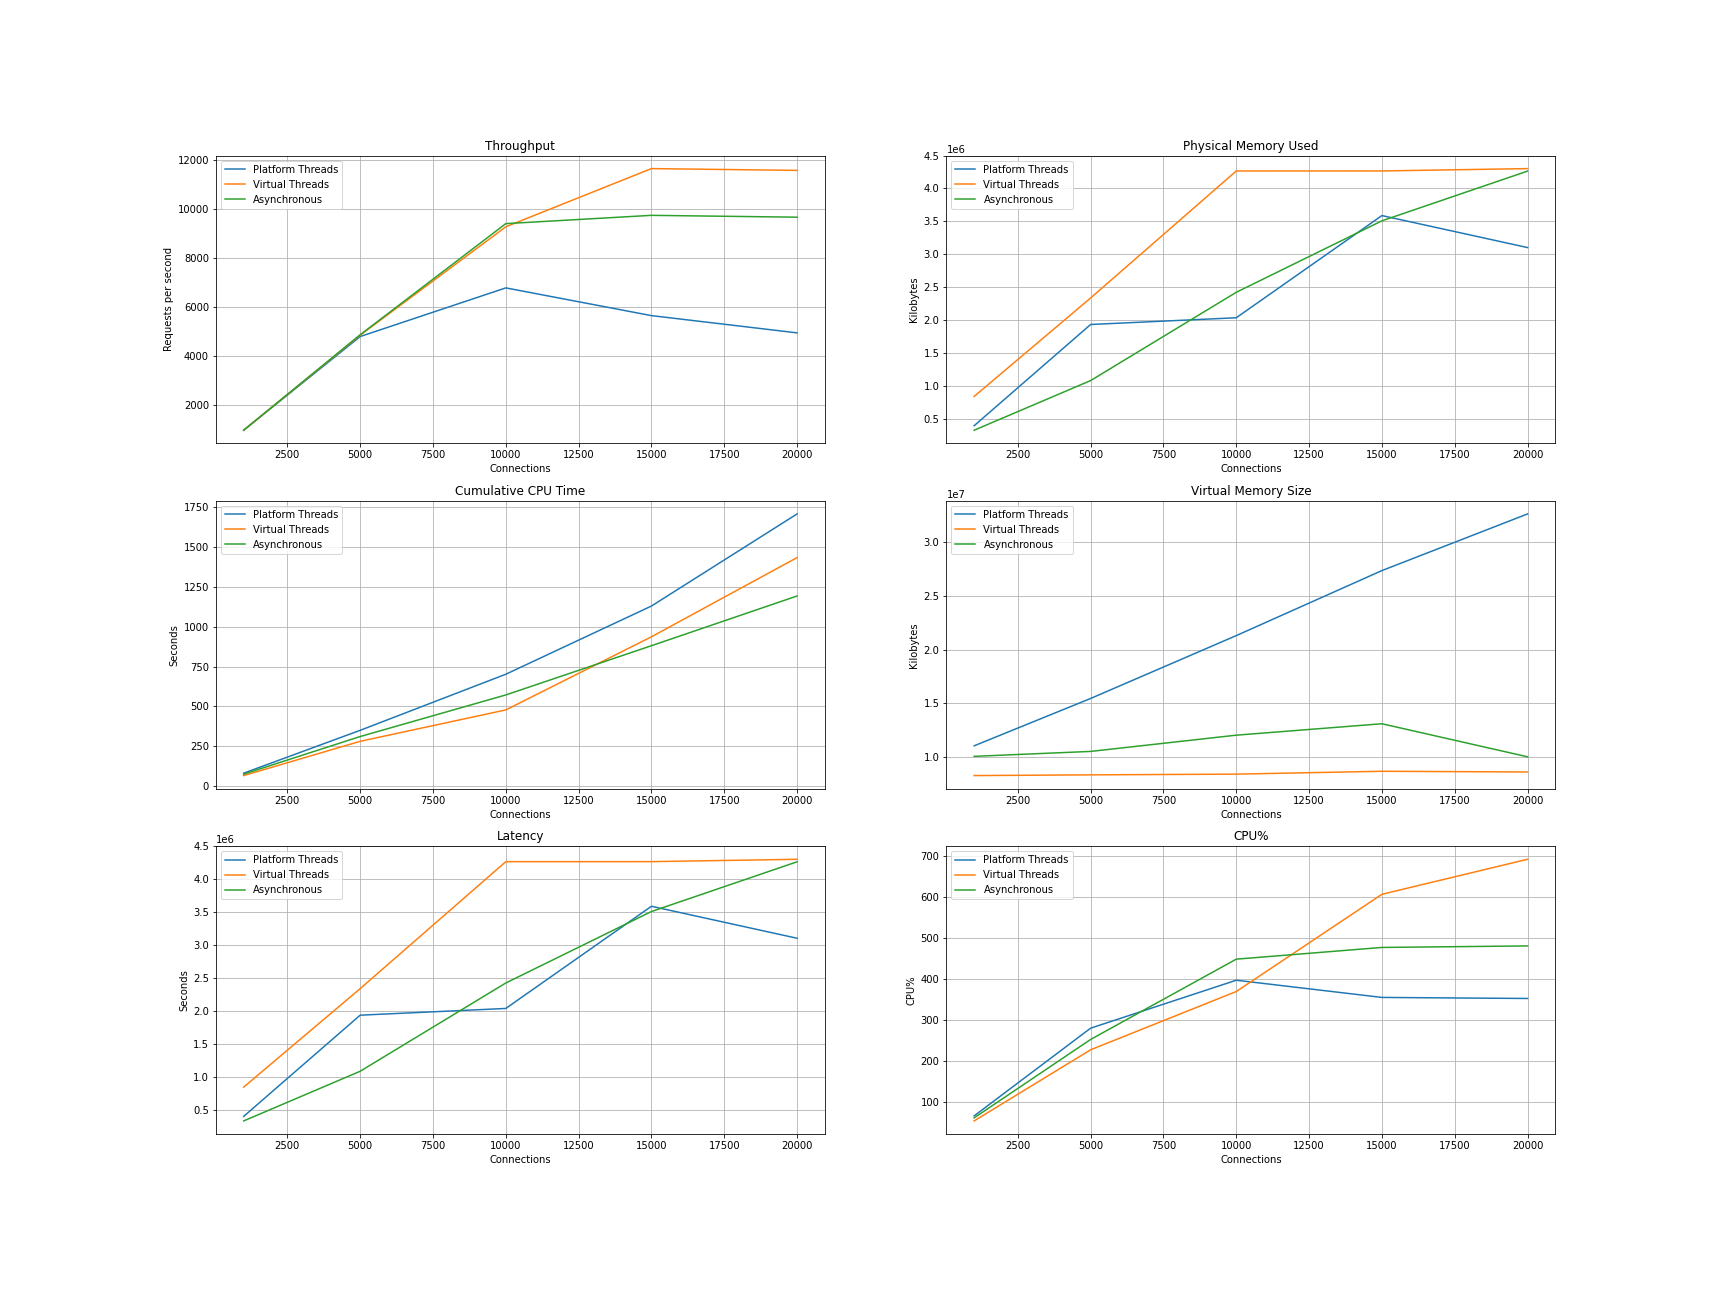 Throughput
Platform Threads
Virtual Threads
Asynchronous
Requests per second
12000
10000
8000
6000
4000
2000
2500 5000 7500 10000 12500 15000 17500 20000
Connections
Physical Memory Used
1e6
Platform Threads
Virtual Threads
Asynchronous
Kilobytes
4.5
4.0
3.5
3.0
2.5
2.0
1.5
1.0
0.5
2500 5000 7500 10000 12500 15000 17500 20000
Connections
Cumulative CPU Time
Platform Threads
Virtual Threads
Asynchronous
Seconds
1750
1500
1250
1000
750
500
250
0
2500 5000 7500 10000 12500 15000 17500 20000
Connections
Virtual Memory Size
1e7
Platform Threads
Virtual Threads
Asynchronous
Kilobytes
3.0
2.5
2.0
1.5
1.0
2500 5000 7500 10000 12500 15000 17500 20000
Connections
Latency
1e6
Platform Threads
Virtual Threads
Asynchronous
Seconds
4.5
4.0
3.5
3.0
2.5
2.0
1.5
1.0
0.5
2500 5000 7500 10000 12500 15000 17500 20000
Connections
CPU%
Platform Threads
Virtual Threads
Asynchronous
CPU%
700
600
500
400
300
200
100
2500 5000 7500 10000 12500 15000 17500 20000
Connections